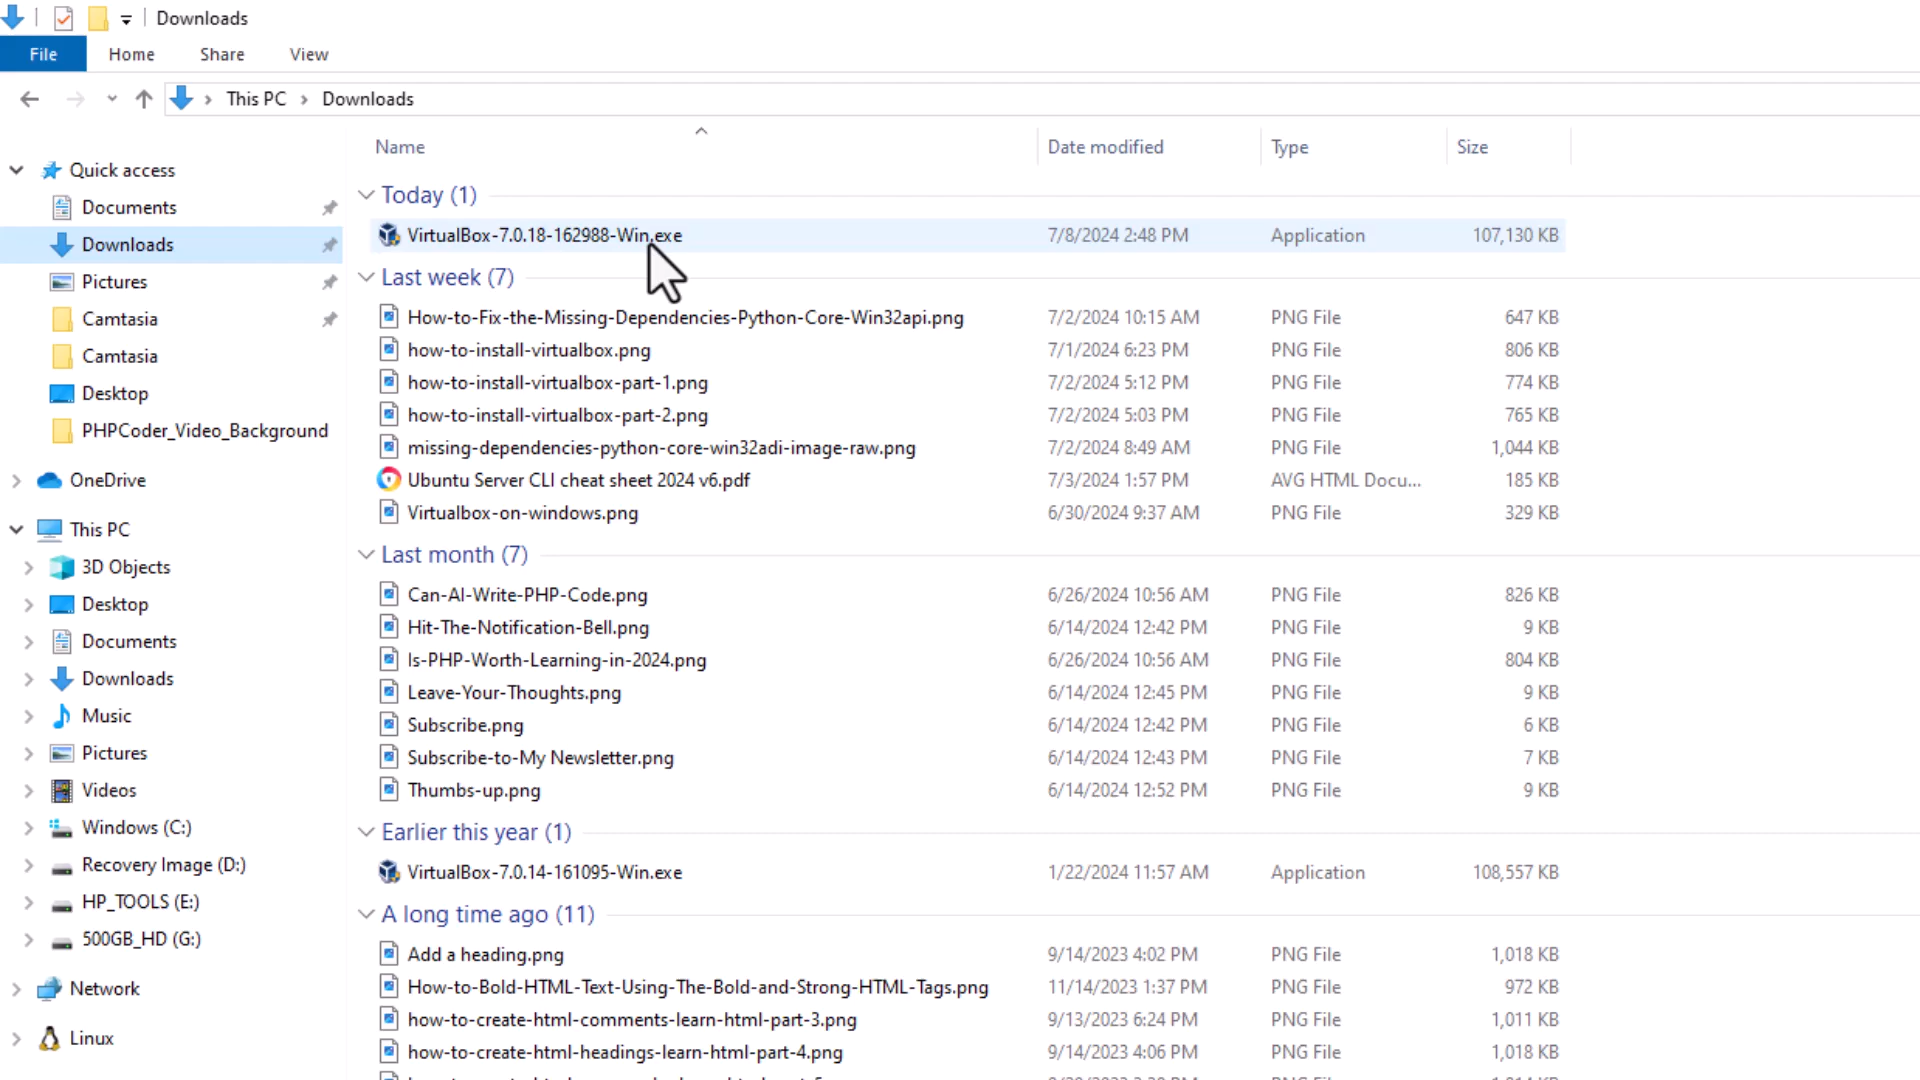 Downloads
File Home Share View
This PC Downloads
Name Date modified Type Size
Quick access
Documents
Downloads
Pictures
Camtasia
Camtasia
Desktop
PHPCoder_Video_Background
OneDrive
This PC
3D Objects
Desktop
Documents
Downloads
Music
Pictures
Videos
Windows (C:)
Recovery Image (D:)
HP_TOOLS (E:)
500GB_HD (G:)
Network
Linux
Today (1)
VirtualBox-7.0.18-162988-Win.exe 7/8/2024 2:48 PM Application 107,130 KB
Last week (7)
How-to-Fix-the-Missing-Dependencies-Python-Core-Win32api.png 7/2/2024 10:15 AM PNG File 647 KB
how-to-install-virtualbox.png 7/1/2024 6:23 PM PNG File 806 KB
how-to-install-virtualbox-part-1.png 7/2/2024 5:12 PM PNG File 774 KB
how-to-install-virtualbox-part-2.png 7/2/2024 5:03 PM PNG File 765 KB
missing-dependencies-python-core-win32adi-image-raw.png 7/2/2024 8:49 AM PNG File 1,044 KB
Ubuntu Server CLI cheat sheet 2024 v6.pdf 7/3/2024 1:57 PM AVG HTML Docu... 185 KB
Virtualbox-on-windows.png 6/30/2024 9:37 AM PNG File 329 KB
Last month (7)
Can-AI-Write-PHP-Code.png 6/26/2024 10:56 AM PNG File 826 KB
Hit-The-Notification-Bell.png 6/14/2024 12:42 PM PNG File 9 KB
Is-PHP-Worth-Learning-in-2024.png 6/26/2024 10:56 AM PNG File 804 KB
Leave-Your-Thoughts.png 6/14/2024 12:45 PM PNG File 9 KB
Subscribe.png 6/14/2024 12:42 PM PNG File 6 KB
Subscribe-to-My Newsletter.png 6/14/2024 12:43 PM PNG File 7 KB
Thumbs-up.png 6/14/2024 12:52 PM PNG File 9 KB
Earlier this year (1)
VirtualBox-7.0.14-161095-Win.exe 1/22/2024 11:57 AM Application 108,557 KB
A long time ago (11)
Add a heading.png 9/14/2023 4:02 PM PNG File 1,018 KB
How-to-Bold-HTML-Text-Using-The-Bold-and-Strong-HTML-Tags.png 11/14/2023 1:37 PM PNG File 972 KB
how-to-create-html-comments-learn-html-part-3.png 9/13/2023 6:24 PM PNG File 1,011 KB
how-to-create-html-headings-learn-html-part-4.png 9/14/2023 4:06 PM PNG File 1,018 KB